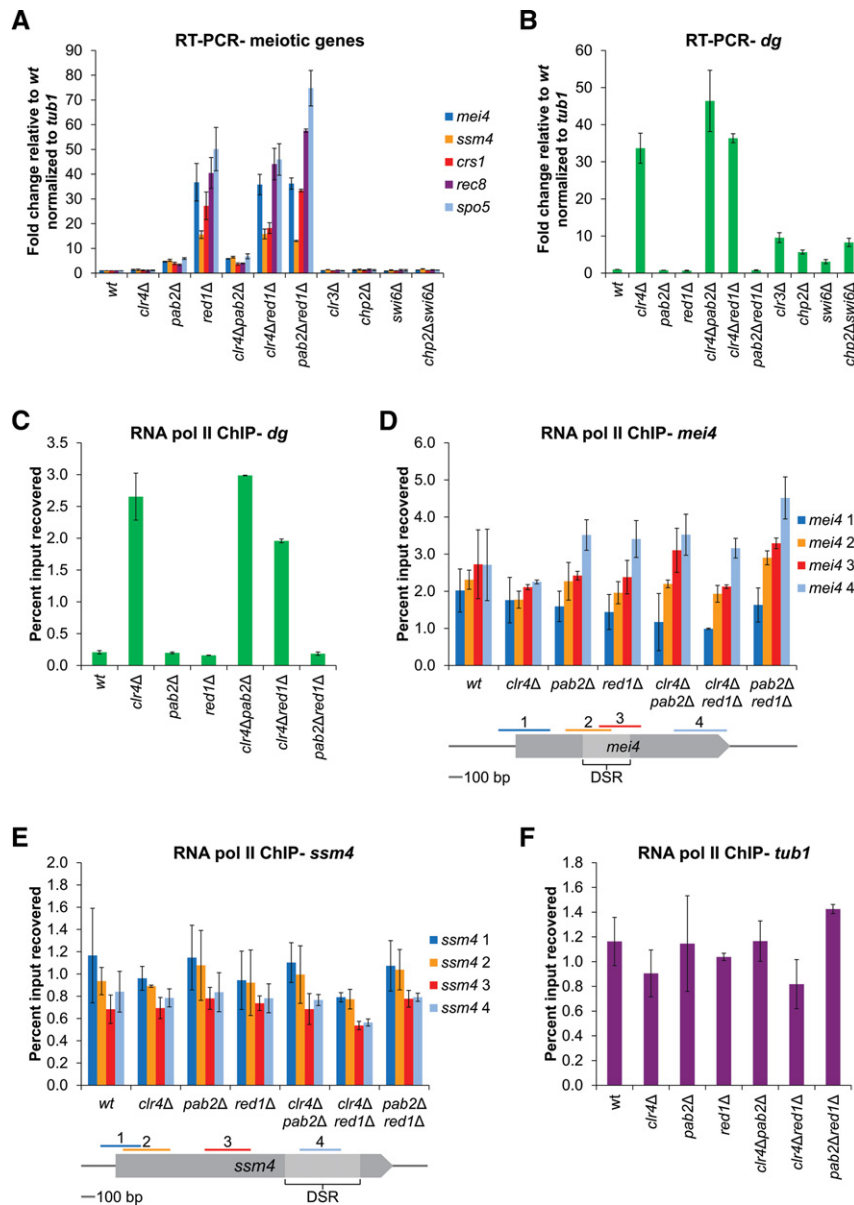 A
RT-PCR- meiotic genes
Fold change relative to wt
normalized to tub1
90
80
70
60
50
40
30
20
10
0
mei4
ssm4
crs1
rec8
spo5
wt
clr4Δ
pab2Δ
red1Δ
clr4Δpab2Δ
clr4Δred1Δ
pab2Δred1Δ
clr3Δ
chp2Δ
swi6Δ
chp2Δswi6Δ
B
RT-PCR- dg
Fold change relative to wt
normalized to tub1
60
50
40
30
20
10
0
wt
clr4Δ
pab2Δ
red1Δ
clr4Δpab2Δ
clr4Δred1Δ
pab2Δred1Δ
clr3Δ
chp2Δ
swi6Δ
chp2Δswi6Δ
C
RNA pol II ChIP- dg
Percent input recovered
3.5
3.0
2.5
2.0
1.5
1.0
0.5
0.0
wt
clr4Δ
pab2Δ
red1Δ
clr4Δpab2Δ
clr4Δred1Δ
pab2Δred1Δ
D
RNA pol II ChIP- mei4
Percent input recovered
6.0
5.0
4.0
3.0
2.0
1.0
0.0
mei4 1
mei4 2
mei4 3
mei4 4
wt
clr4Δ
pab2Δ
red1Δ
clr4Δ
pab2Δ
clr4Δ
red1Δ
pab2Δ
red1Δ
1
2
3
4
mei4
100 bp
DSR
E
RNA pol II ChIP- ssm4
Percent input recovered
2.0
1.8
1.6
1.4
1.2
1.0
0.8
0.6
0.4
0.2
0.0
ssm4 1
ssm4 2
ssm4 3
ssm4 4
wt
clr4Δ
pab2Δ
red1Δ
clr4Δ
pab2Δ
clr4Δ
red1Δ
pab2Δ
red1Δ
1
2
3
4
ssm4
100 bp
DSR
F
RNA pol II ChIP- tub1
Percent input recovered
1.8
1.6
1.4
1.2
1.0
0.8
0.6
0.4
0.2
0.0
wt
clr4Δ
pab2Δ
red1Δ
clr4Δpab2Δ
clr4Δred1Δ
pab2Δred1Δ